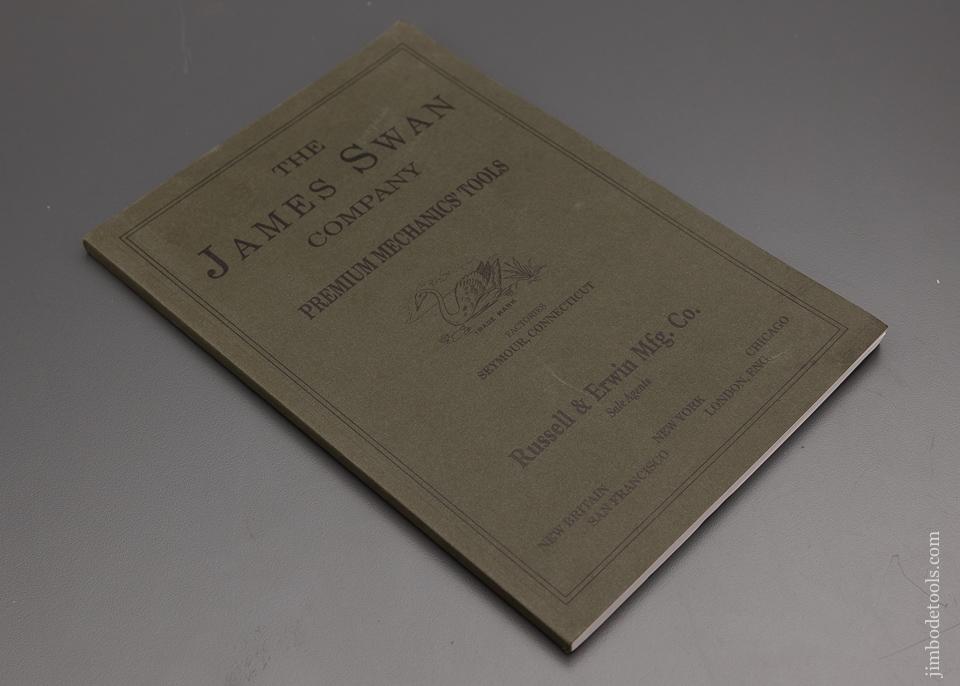 THE
JAMES SWAN
COMPANY
PREMIUM MECHANICS' TOOLS
TRADE MARK
FACTORIES
SEYMOUR, CONNECTICUT
Russell & Erwin Mfg. Co.
Sale Agents
NEW BRITAIN NEW YORK CHICAGO
SAN FRANCISCO LONDON, ENG.
jimbodetools.com